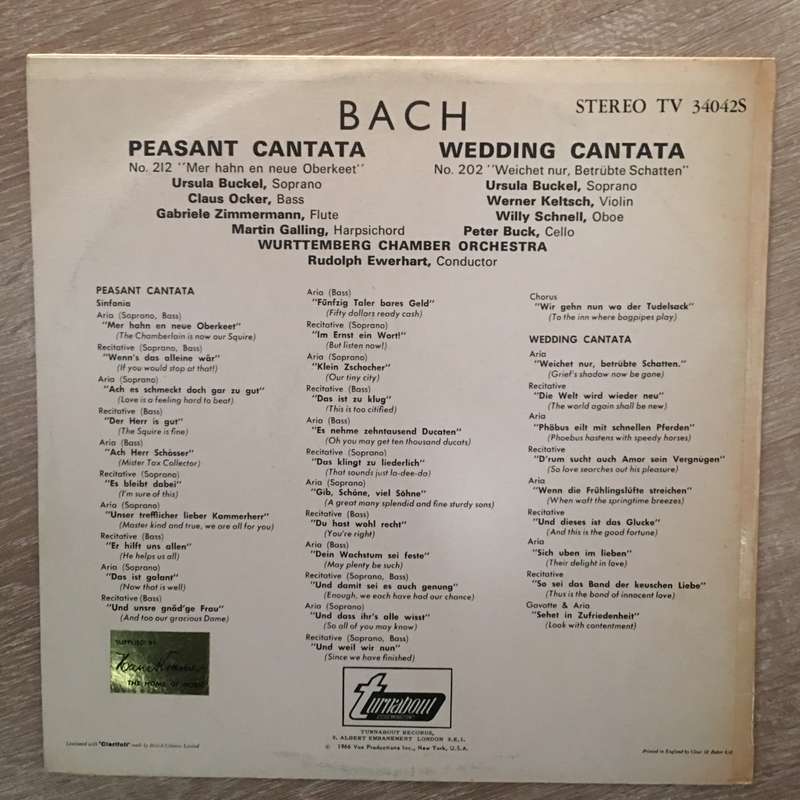 BACH
STEREO TV 34042S
PEASANT CANTATA
No. 212 "Mer hahn en neue Oberkeet"
Ursula Buckel, Soprano
Claus Ocker, Bass
Gabriele Zimmermann, Flute
Martin Galling, Harpsichord
WEDDING CANTATA
No. 202 "Weichet nur, Betrübte Schatten"
Ursula Buckel, Soprano
Werner Keltsch, Violin
Willy Schnell, Oboe
Peter Buck, Cello
WURTTEMBERG CHAMBER ORCHESTRA
Rudolph Ewerhart, Conductor
PEASANT CANTATA
Sinfonia
Aria (Soprano, Bass)
"Mer hahn en neue Oberkeet"
(The Chamberlain is now our Squire)
Recitative (Soprano, Bass)
"Wenn's das alleine wär"
(If you would stop at that!)
Aria (Soprano)
"Ach es schmeckt doch gar zu gut"
(Love is a feeling hard to beat)
Recitative (Bass)
"Der Herr is gut"
(The Squire is fine)
Aria (Bass)
"Ach Herr Schösser"
(Mister Tax Collector)
Recitative (Soprano)
"Es bleibt dabei"
(I'm sure of this)
Aria (Soprano)
"Unser trefflicher lieber Kammerherr"
(Master kind and true, we are all for you)
Recitative (Bass)
"Er hilft uns allen"
(He helps us all)
Aria (Soprano)
"Das ist galant"
(Now that is well)
Recitative(Bass)
"Und unsre gnäd'ge Frau"
(And too our gracious Dame)
Aria (Bass)
"Fünfzig Taler bares Geld"
(Fifty dollars ready cash)
Recitative (Soprano)
"Im Ernst ein Wort!"
(But listen now!)
Aria (Soprano)
"Klein Zschocher"
(Our tiny city)
Recitative (Bass)
"Das ist zu klug"
(This is too citified)
Aria (Bass)
"Es nehme zehntausend Ducaten"
(Oh you may get ten thousand ducats)
Recitative (Soprano)
"Das klingt zu liederlich"
(That sounds just la-dee-da)
Aria (Soprano)
"Gib, Schöne, viel Söhne"
(A great many splendid and fine sturdy sons)
Recitative (Bass)
"Du hast wohl recht"
(You're right)
Aria (Bass)
"Dein Wachstum sei feste"
(May plenty be such)
Recitative (Soprano, Bass)
"Und damit sei es auch genung"
(Enough, we each have had our chance)
Aria (Soprano)
"Und dass ihr's alle wisst"
(So all of you may know)
Recitative (Soprano, Bass)
"Und weil wir nun"
(Since we have finished)
Chorus
"Wir gehn nun wo der Tudelsack"
(To the inn where bagpipes play)
WEDDING CANTATA
Aria
"Weichet nur, betrübte Schatten."
(Grief's shadow now be gone)
Recitative
"Die Welt wird wieder neu"
(The world again shall be new)
Aria
"Phöbus eilt mit schnellen Pferden"
(Phoebus hastens with speedy horses)
Recitative
"D'rum sucht auch Amor sein Vergnügen"
(So love searches out his pleasure)
Aria
"Wenn die Frühlingslüfte streichen"
(When waft the springtime breezes)
Recitative
"Und dieses ist das Glucke"
(And this is the good fortune)
Aria
"Sich uben im lieben"
(Their delight in love)
Recitative
"So sei das Band der keuschen Liebe"
(Thus is the bond of innocent love)
Gavotte & Aria
"Sehet in Zufriedenheit"
(Look with contentment)
SUPPLIED BY
Hans Kramer
THE HOME OF MUSIC
turnabout
TURNABOUT RECORDS,
ALBERT EMBANKMENT LONDON S.E.1.
© 1966 Vox Productions Inc., New York, U.S.A.
Laminated with "Clarifoil" made by British Celanese Limited
Printed in England by